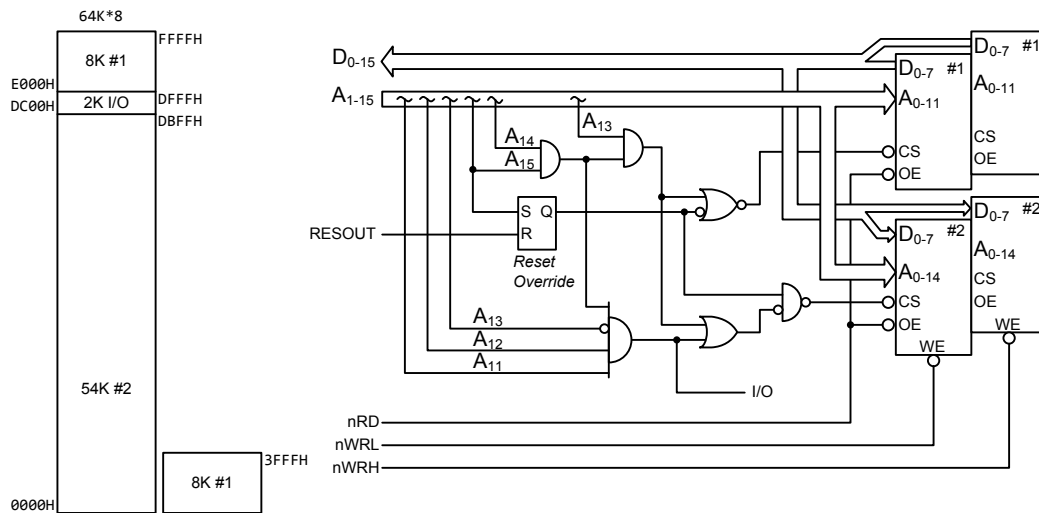 64K*8
FFFFH
8K #1
E000H
2K I/O
DFFFH
DC00H
DBFFH
54K #2
3FFFH
8K #1
0000H
D0-15
A1-15
A13
A14
A15
S Q
R
RESOUT
Reset
Override
A13
A12
A11
I/O
nRD
nWRL
nWRH
D0-7 #1
A0-11
CS
OE
D0-7 #1
A0-11
CS
OE
D0-7 #2
A0-14
CS
OE
WE
D0-7 #2
A0-14
CS
OE
WE